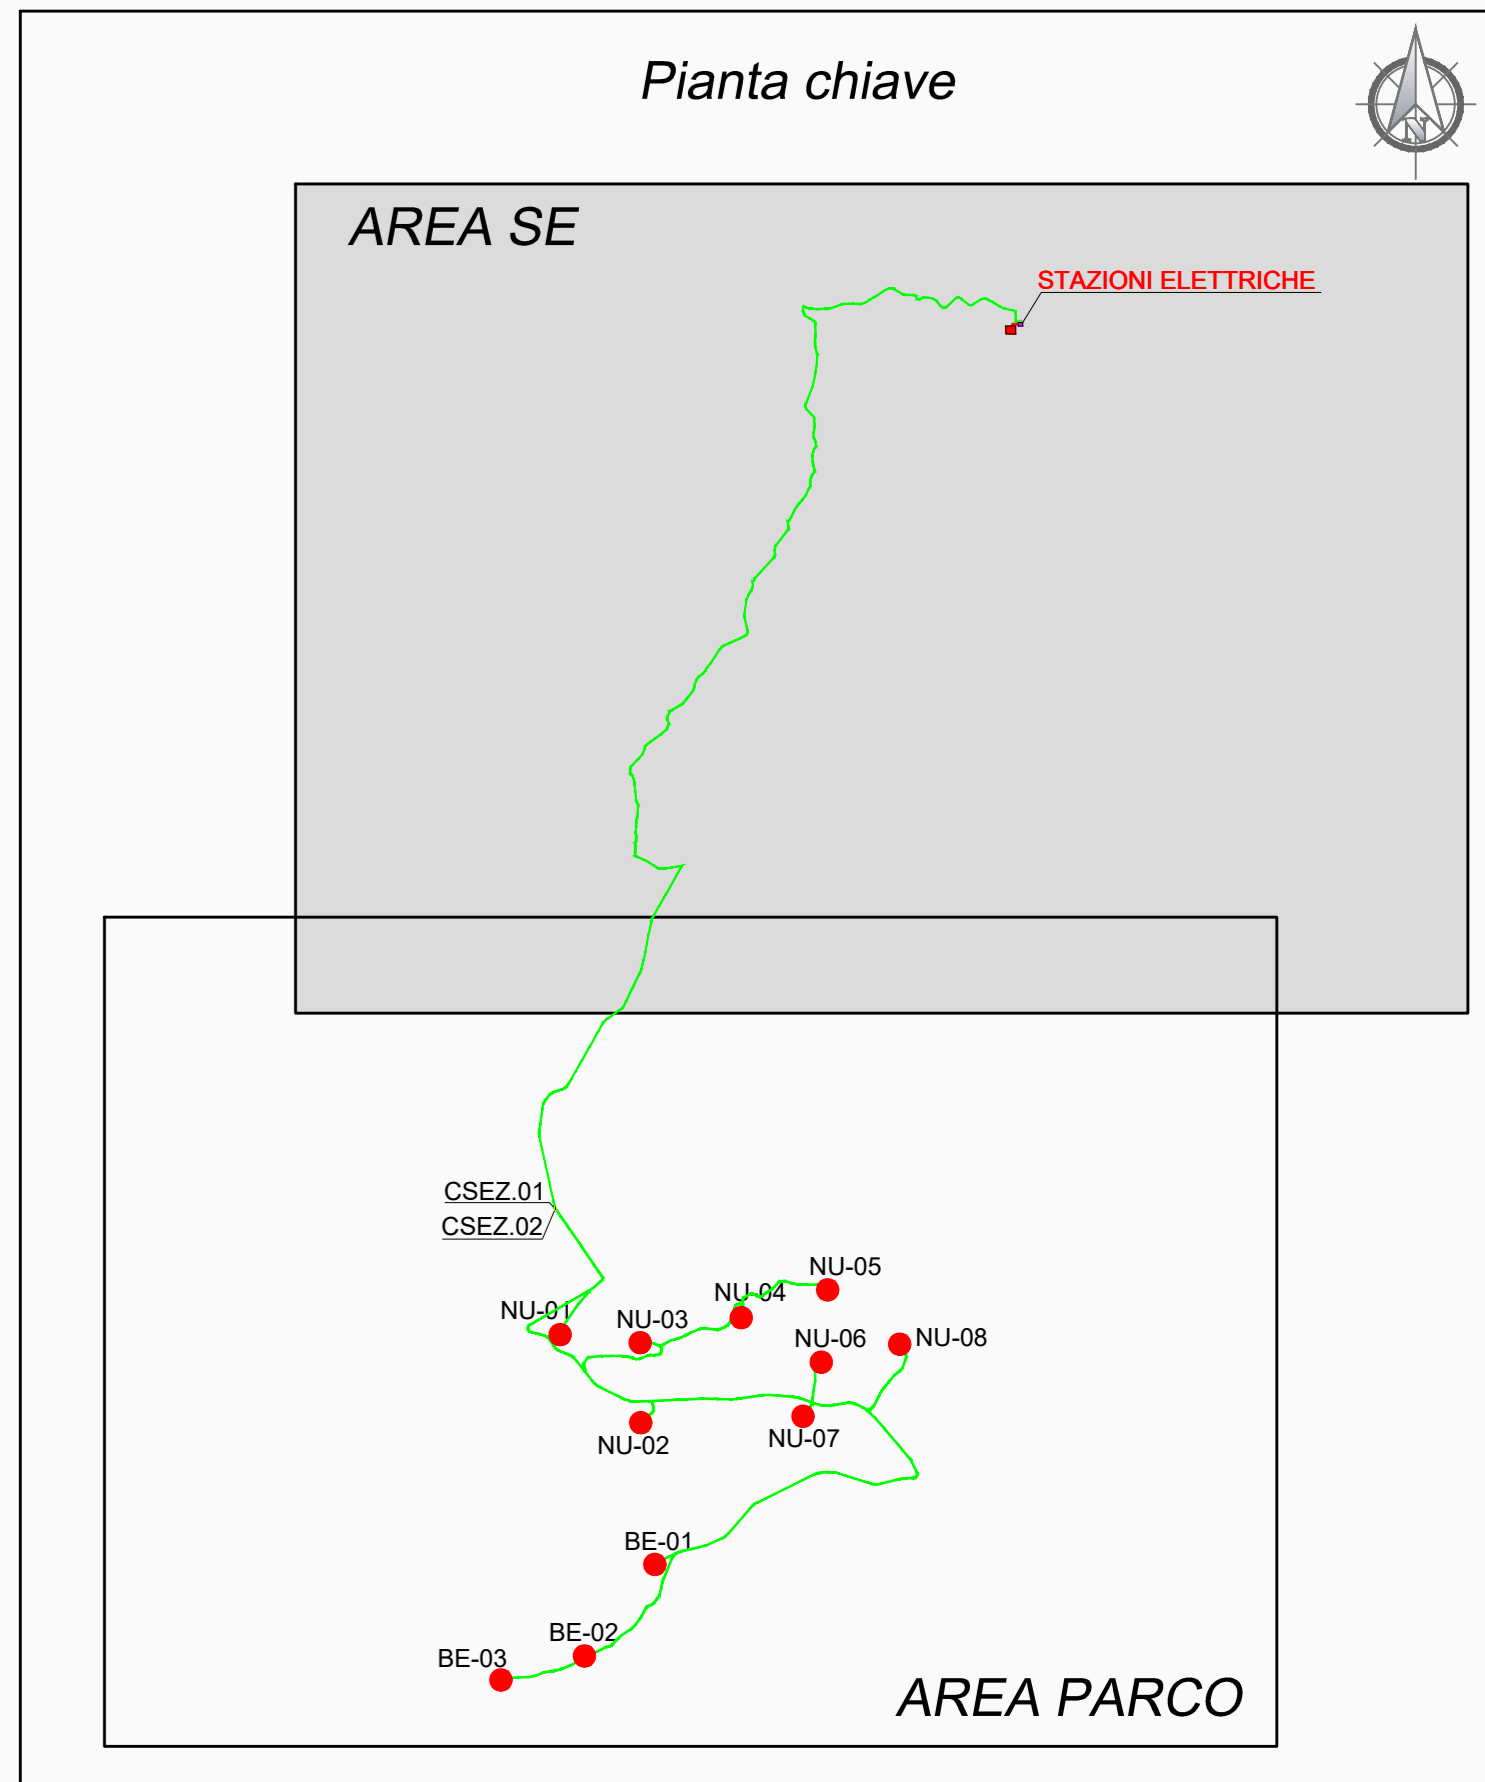 Pianta chiave
N
AREA SE
STAZIONI ELETTRICHE
CSEZ.01
CSEZ.02
NU-05
NU-04
NU-01
NU-03
NU-06
NU-08
NU-02
NU-07
BE-01
BE-02
BE-03
AREA PARCO